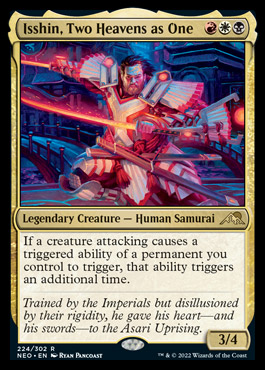 Isshin, Two Heavens as One
Legendary Creature — Human Samurai
If a creature attacking causes a
triggered ability of a permanent you
control to trigger, that ability triggers
an additional time.
Trained by the Imperials but disillusioned
by their rigidity, he gave his heart—and
his swords—to the Asari Uprising.
3/4
224/302 R
NEO • EN Ryan Pancoast
™ & © 2022 Wizards of the Coast